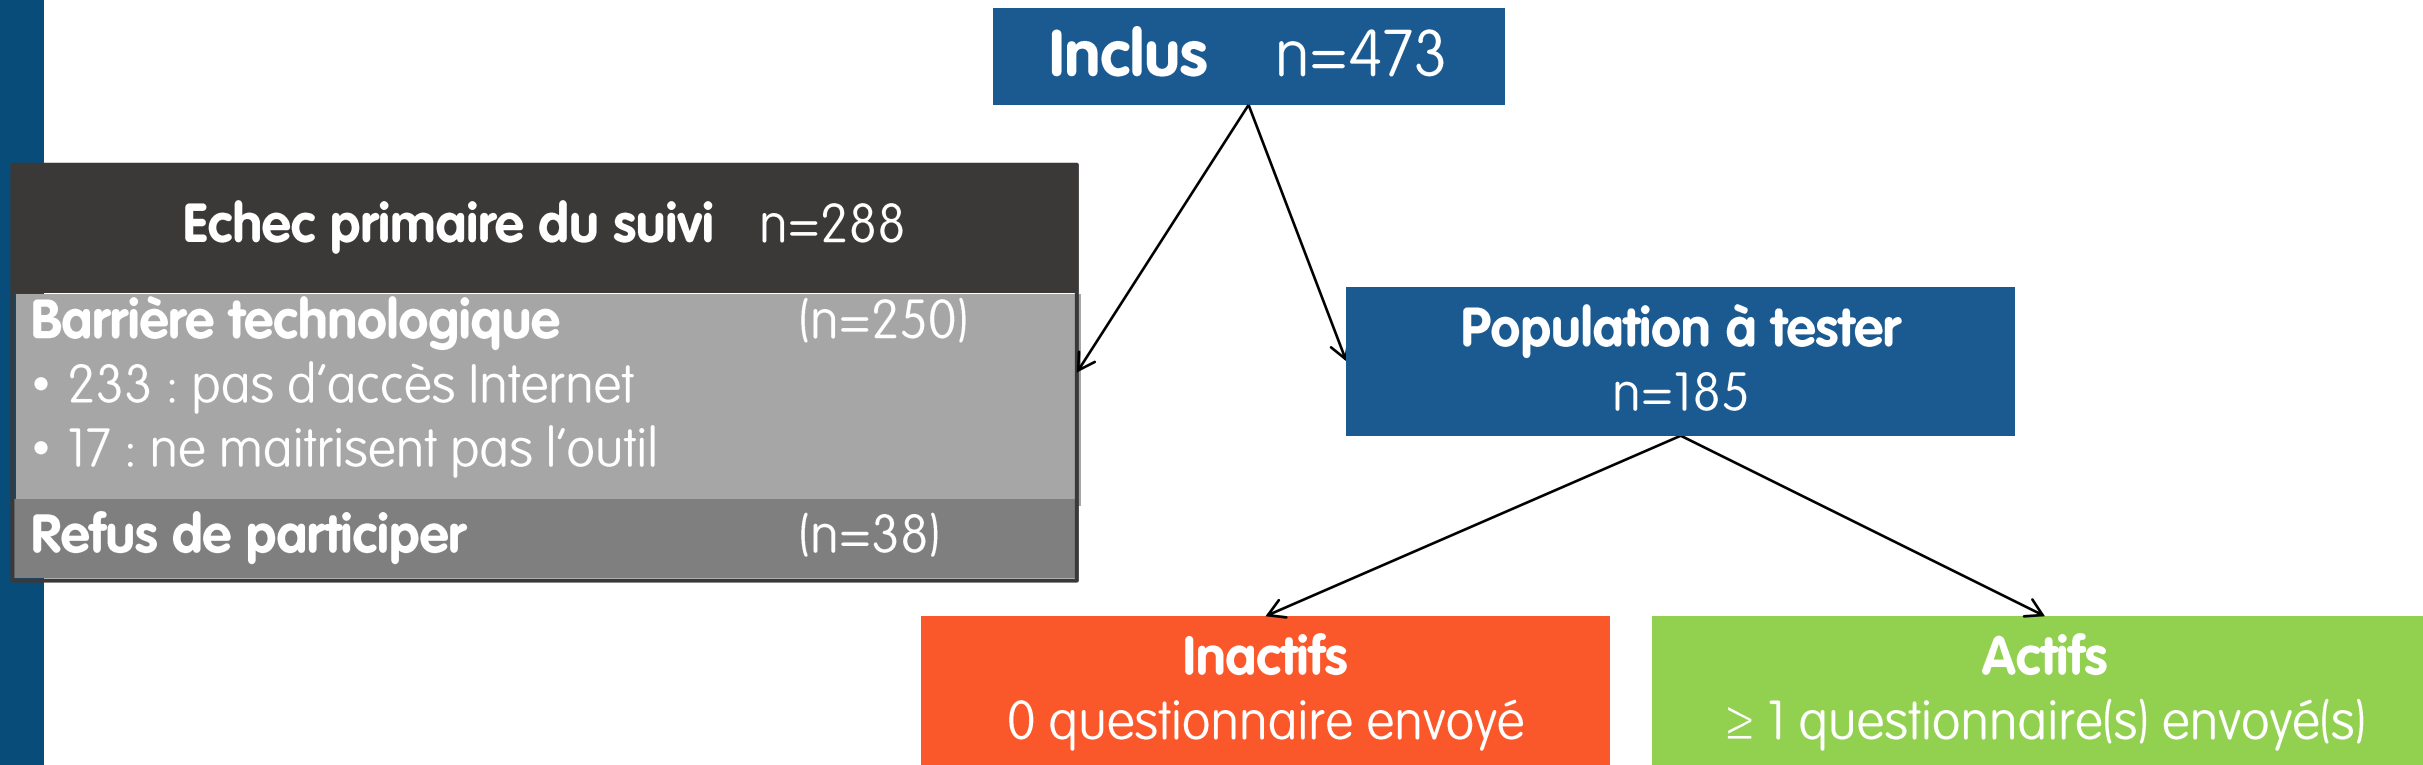 Inclus n=473
Echec primaire du suivi n=288
Barrière technologique (n=250)
• 233 : pas d’accès Internet
• 17 : ne maitrisent pas l’outil
Refus de participer (n=38)
Population à tester
n=185
Inactifs
0 questionnaire envoyé
Actifs
≥ 1 questionnaire(s) envoyé(s)